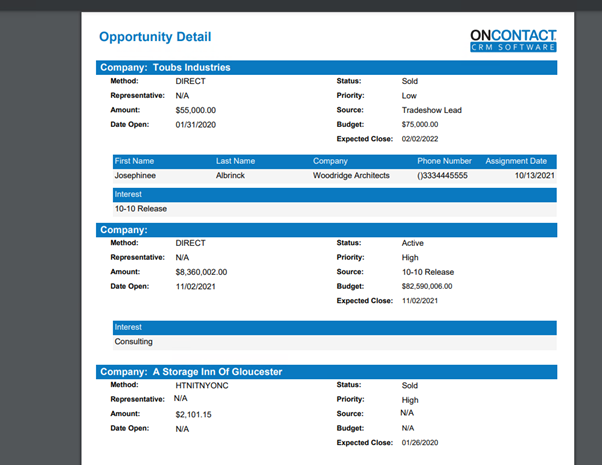 Opportunity Detail
ONCONTACT
CRM SOFTWARE
Company: Toubs Industries
Method: DIRECT Status: Sold
Representative: N/A Priority: Low
Amount: $55,000.00 Source: Tradeshow Lead
Date Open: 01/31/2020 Budget: $75,000.00
Expected Close: 02/02/2022
First Name Last Name Company Phone Number Assignment Date
Josephinee Albrinck Woodridge Architects ()3334445555 10/13/2021
Interest
10-10 Release
Company:
Method: DIRECT Status: Active
Representative: N/A Priority: High
Amount: $8,360,002.00 Source: 10-10 Release
Date Open: 11/02/2021 Budget: $82,590,006.00
Expected Close: 11/02/2021
Interest
Consulting
Company: A Storage Inn Of Gloucester
Method: HTNITNYONC Status: Sold
Representative: N/A Priority: High
Amount: $2,101.15 Source: N/A
Date Open: N/A Budget: N/A
Expected Close: 01/26/2020